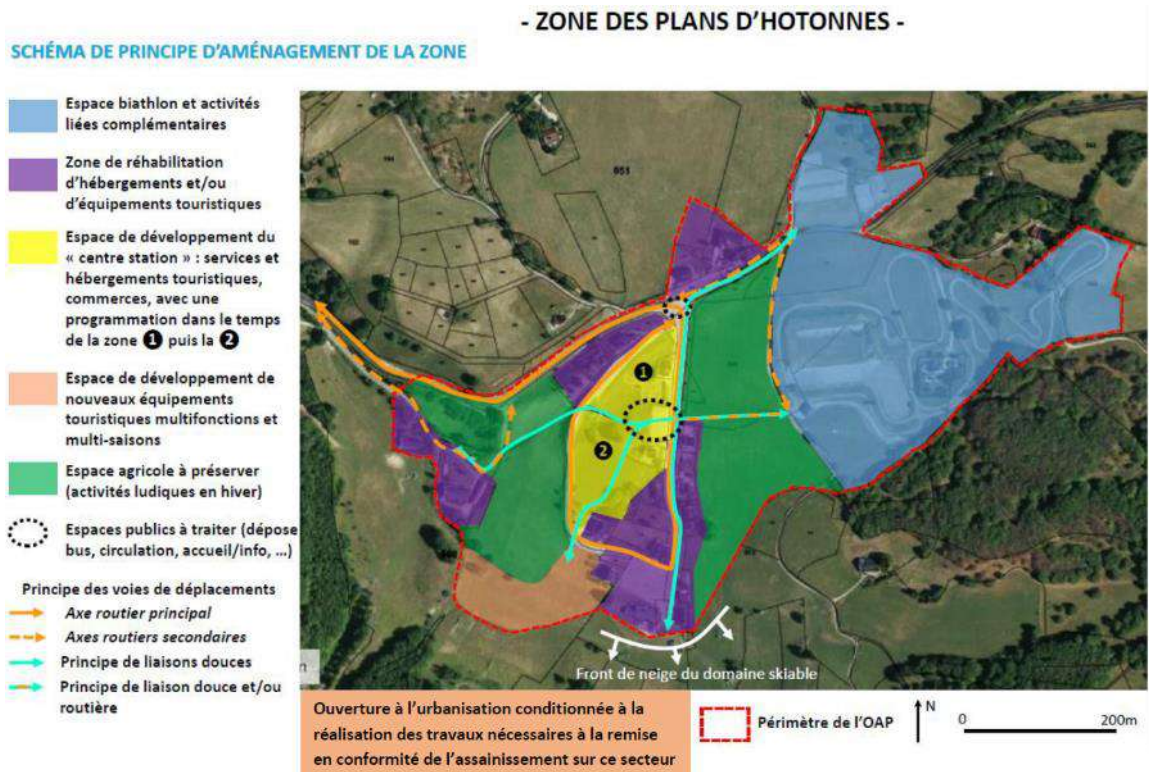 - ZONE DES PLANS D'HOTONNES -
SCHÉMA DE PRINCIPE D'AMÉNAGEMENT DE LA ZONE
Espace biathlon et activités
liées complémentaires
Zone de réhabilitation
d'hébergements et/ou
d'équipements touristiques
Espace de développement du
« centre station » : services et
hébergements touristiques,
commerces, avec une
programmation dans le temps
de la zone ❶ puis la ❷
Espace de développement de
nouveaux équipements
touristiques multifonctions et
multi-saisons
Espace agricole à préserver
(activités ludiques en hiver)
Espaces publics à traiter (dépose
bus, circulation, accueil/info, ...)
Principe des voies de déplacements
Axe routier principal
Axes routiers secondaires
Principe de liaisons douces
Principe de liaison douce et/ou
routière
651
❶
❷
Front de neige du domaine skiable
Ouverture à l'urbanisation conditionnée à la
réalisation des travaux nécessaires à la remise
en conformité de l'assainissement sur ce secteur
Périmètre de l'OAP
N
0 200m